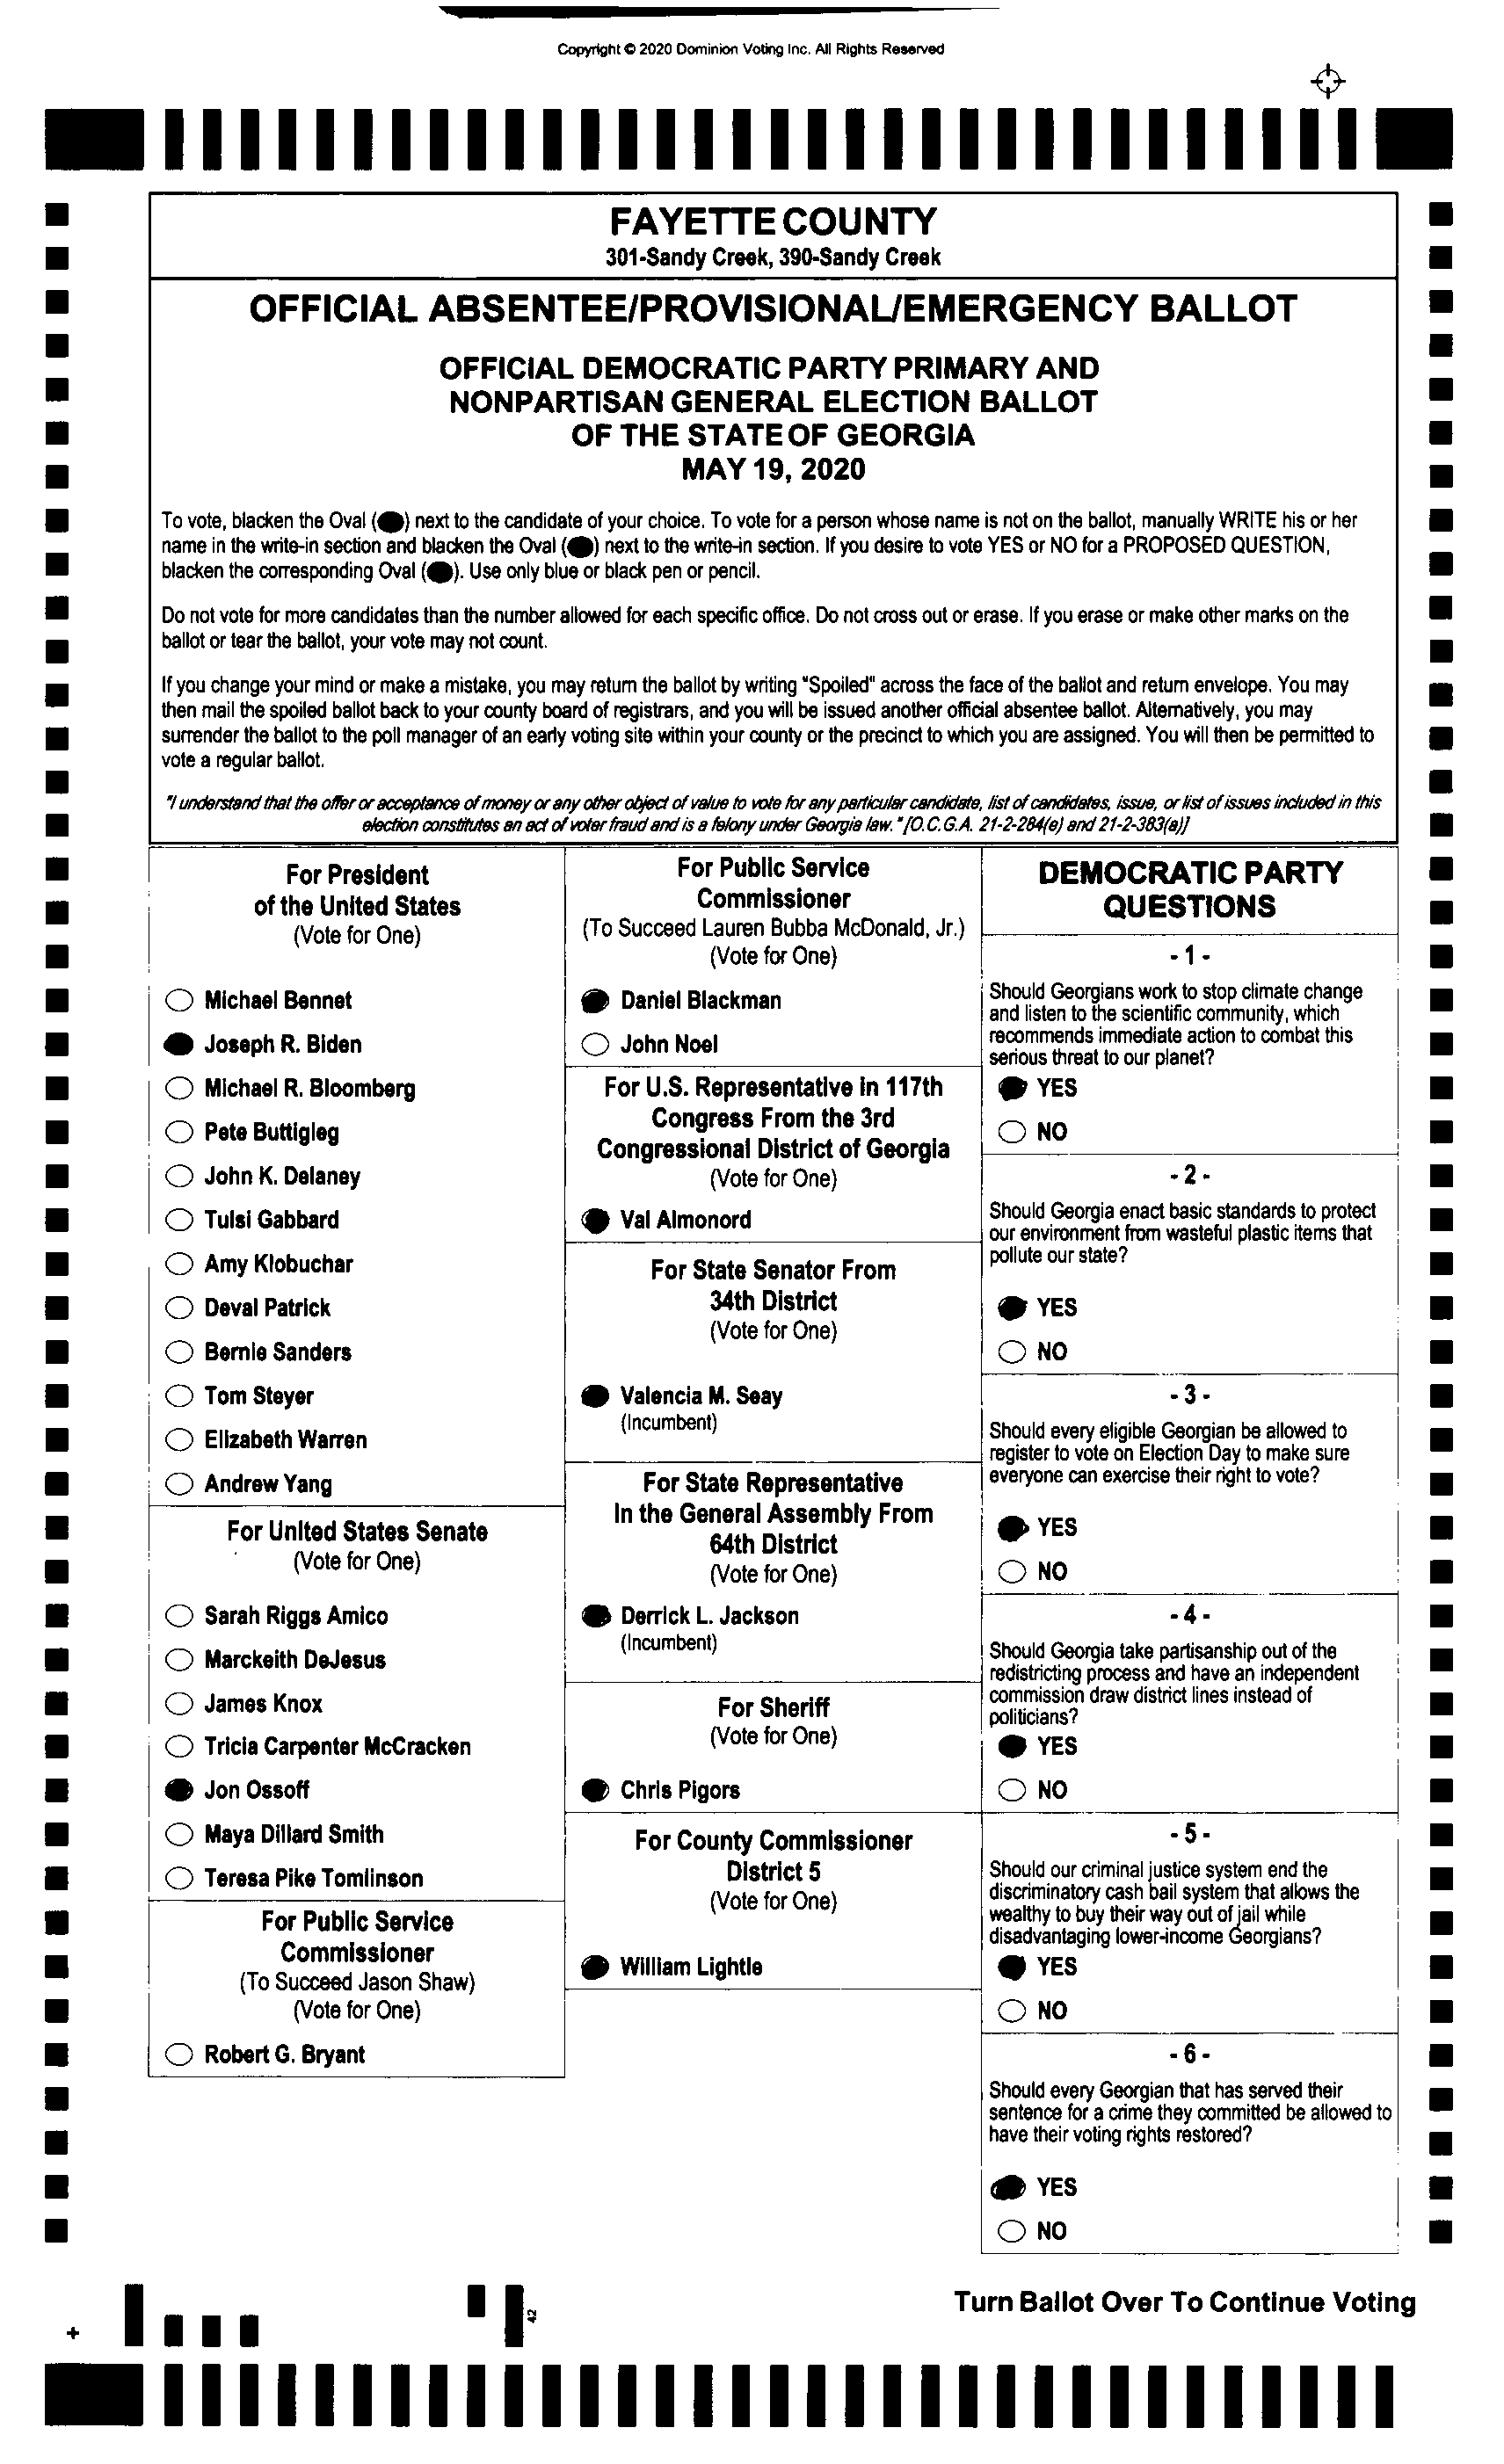 Copyright © 2020 Dominion Voting Inc. All Rights Reserved
FAYETTE COUNTY
301-Sandy Creek, 390-Sandy Creek
OFFICIAL ABSENTEE/PROVISIONAL/EMERGENCY BALLOT
OFFICIAL DEMOCRATIC PARTY PRIMARY AND
NONPARTISAN GENERAL ELECTION BALLOT
OF THE STATE OF GEORGIA
MAY 19, 2020
To vote, blacken the Oval (●) next to the candidate of your choice. To vote for a person whose name is not on the ballot, manually WRITE his or her
name in the write-in section and blacken the Oval (●) next to the write-in section. If you desire to vote YES or NO for a PROPOSED QUESTION,
blacken the corresponding Oval (●). Use only blue or black pen or pencil.
Do not vote for more candidates than the number allowed for each specific office. Do not cross out or erase. If you erase or make other marks on the
ballot or tear the ballot, your vote may not count.
If you change your mind or make a mistake, you may return the ballot by writing "Spoiled" across the face of the ballot and return envelope. You may
then mail the spoiled ballot back to your county board of registrars, and you will be issued another official absentee ballot. Alternatively, you may
surrender the ballot to the poll manager of an early voting site within your county or the precinct to which you are assigned. You will then be permitted to
vote a regular ballot.
"I understand that the offer or acceptance of money or any other object of value to vote for any particular candidate, list of candidates, issue, or list of issues included in this
election constitutes an act of voter fraud and is a felony under Georgia law." [O.C.G.A. 21-2-284(e) and 21-2-383(a)]
For President
of the United States
(Vote for One)
Michael Bennet
Joseph R. Biden
Michael R. Bloomberg
Pete Buttigieg
John K. Delaney
Tulsi Gabbard
Amy Klobuchar
Deval Patrick
Bernie Sanders
Tom Steyer
Elizabeth Warren
Andrew Yang
For United States Senate
(Vote for One)
Sarah Riggs Amico
Marckeith DeJesus
James Knox
Tricia Carpenter McCracken
Jon Ossoff
Maya Dillard Smith
Teresa Pike Tomlinson
For Public Service
Commissioner
(To Succeed Jason Shaw)
(Vote for One)
Robert G. Bryant
For Public Service
Commissioner
(To Succeed Lauren Bubba McDonald, Jr.)
(Vote for One)
Daniel Blackman
John Noel
For U.S. Representative in 117th
Congress From the 3rd
Congressional District of Georgia
(Vote for One)
Val Almonord
For State Senator From
34th District
(Vote for One)
Valencia M. Seay
(Incumbent)
For State Representative
In the General Assembly From
64th District
(Vote for One)
Derrick L. Jackson
(Incumbent)
For Sheriff
(Vote for One)
Chris Pigors
For County Commissioner
District 5
(Vote for One)
William Lightle
DEMOCRATIC PARTY
QUESTIONS
- 1 -
Should Georgians work to stop climate change
and listen to the scientific community, which
recommends immediate action to combat this
serious threat to our planet?
YES
NO
- 2 -
Should Georgia enact basic standards to protect
our environment from wasteful plastic items that
pollute our state?
YES
NO
- 3 -
Should every eligible Georgian be allowed to
register to vote on Election Day to make sure
everyone can exercise their right to vote?
YES
NO
- 4 -
Should Georgia take partisanship out of the
redistricting process and have an independent
commission draw district lines instead of
politicians?
YES
NO
- 5 -
Should our criminal justice system end the
discriminatory cash bail system that allows the
wealthy to buy their way out of jail while
disadvantaging lower-income Georgians?
YES
NO
- 6 -
Should every Georgian that has served their
sentence for a crime they committed be allowed to
have their voting rights restored?
YES
NO
Turn Ballot Over To Continue Voting
42